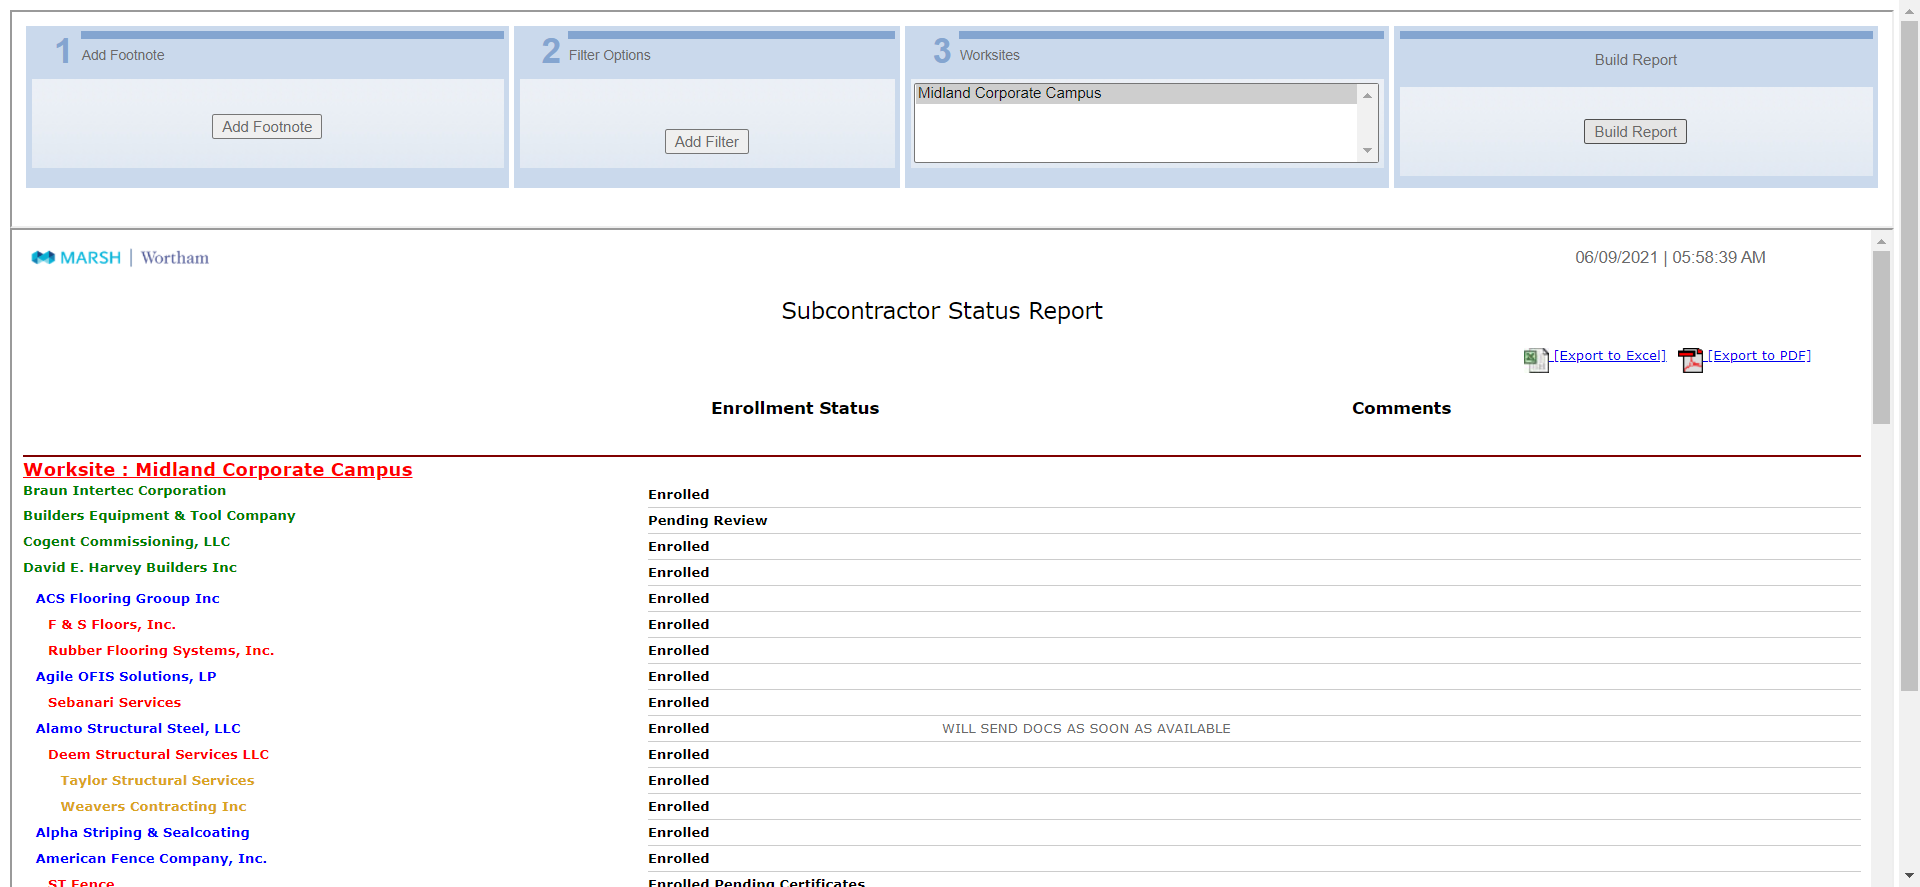 1 Add Footnote
Add Footnote
2 Filter Options
Add Filter
3 Worksites
Midland Corporate Campus
Build Report
Build Report
MARSH | Wortham
06/09/2021 | 05:58:39 AM
Subcontractor Status Report
[Export to Excel] [Export to PDF]
Enrollment Status Comments
Worksite : Midland Corporate Campus
Braun Intertec Corporation Enrolled
Builders Equipment & Tool Company Pending Review
Cogent Commissioning, LLC Enrolled
David E. Harvey Builders Inc Enrolled
ACS Flooring Grooup Inc Enrolled
F & S Floors, Inc. Enrolled
Rubber Flooring Systems, Inc. Enrolled
Agile OFIS Solutions, LP Enrolled
Sebanari Services Enrolled
Alamo Structural Steel, LLC Enrolled WILL SEND DOCS AS SOON AS AVAILABLE
Deem Structural Services LLC Enrolled
Taylor Structural Services Enrolled
Weavers Contracting Inc Enrolled
Alpha Striping & Sealcoating Enrolled
American Fence Company, Inc. Enrolled
ST Fence Enrolled Pending Certificates